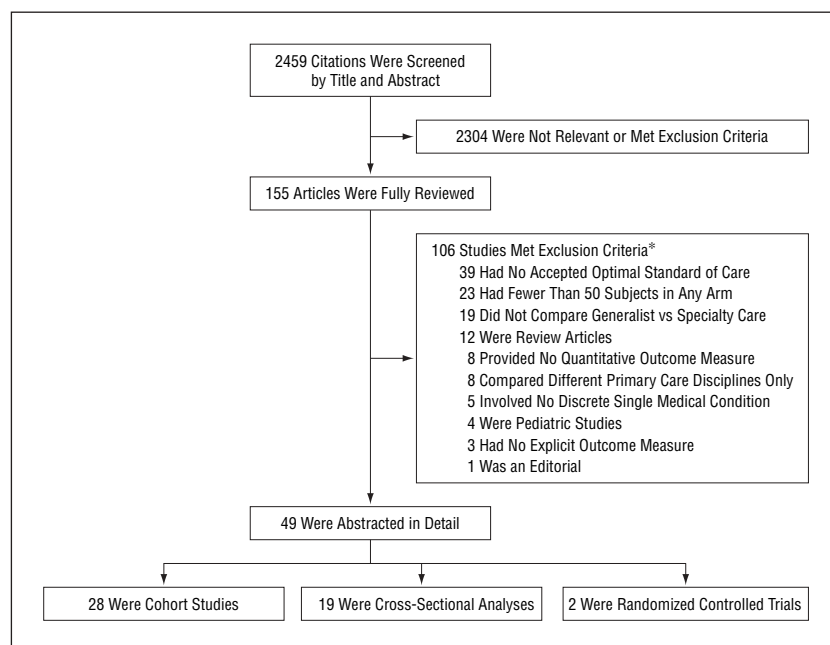 2459 Citations Were Screened
by Title and Abstract
2304 Were Not Relevant or Met Exclusion Criteria
155 Articles Were Fully Reviewed
106 Studies Met Exclusion Criteria*
39 Had No Accepted Optimal Standard of Care
23 Had Fewer Than 50 Subjects in Any Arm
19 Did Not Compare Generalist vs Specialty Care
12 Were Review Articles
8 Provided No Quantitative Outcome Measure
8 Compared Different Primary Care Disciplines Only
5 Involved No Discrete Single Medical Condition
4 Were Pediatric Studies
3 Had No Explicit Outcome Measure
1 Was an Editorial
49 Were Abstracted in Detail
28 Were Cohort Studies
19 Were Cross-Sectional Analyses
2 Were Randomized Controlled Trials